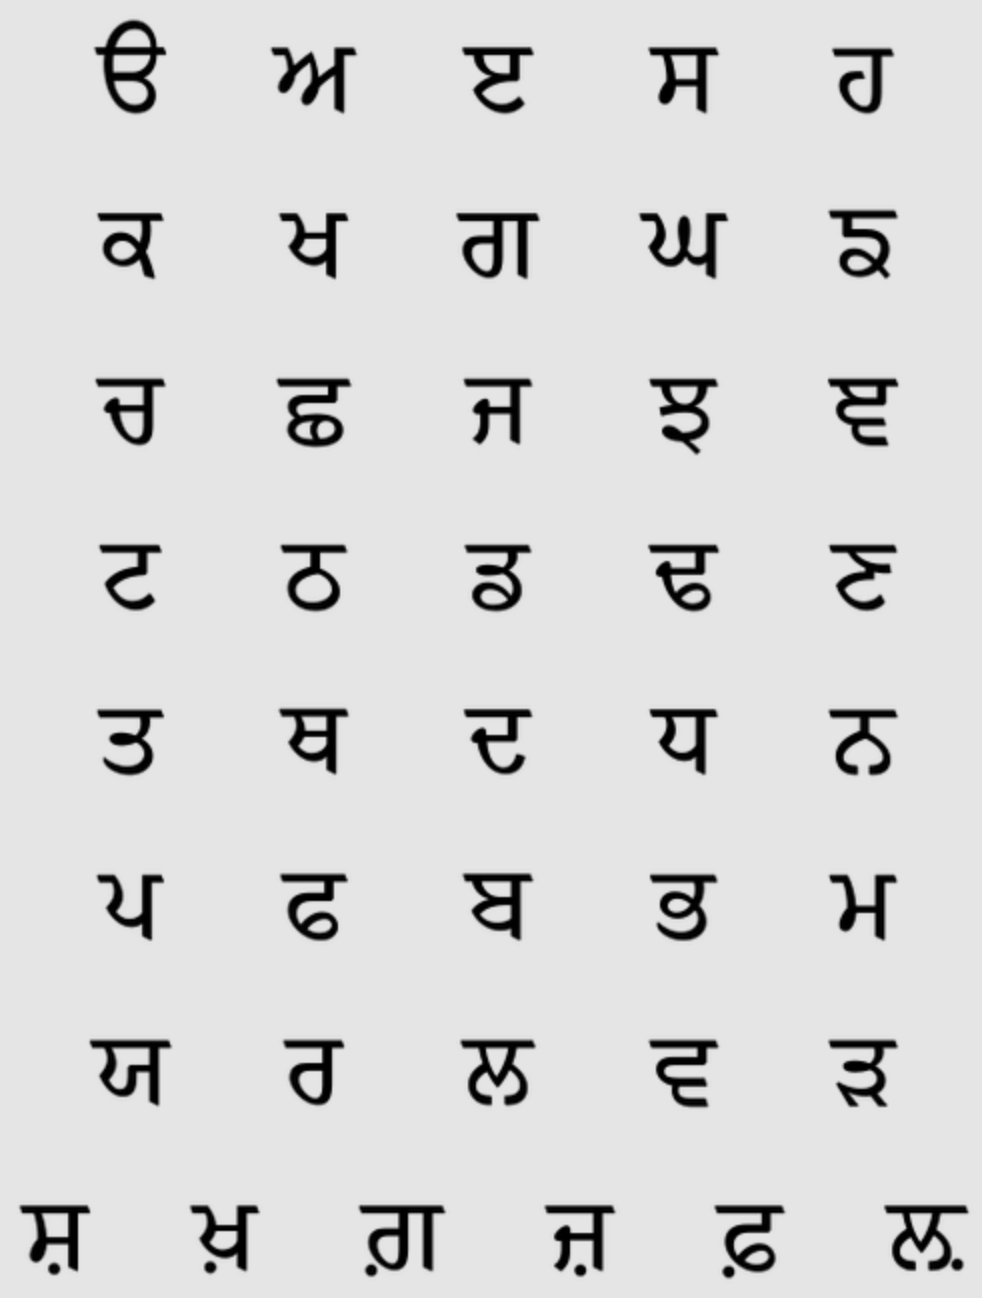 ੳ ਅ ੲ ਸ ਹ
ਕ ਖ ਗ ਘ ਙ
ਚ ਛ ਜ ਝ ਞ
ਟ ਠ ਡ ਢ ਣ
ਤ ਥ ਦ ਧ ਨ
ਪ ਫ ਬ ਭ ਮ
ਯ ਰ ਲ ਵ ੜ
ਸ਼ ਖ਼ ਗ਼ ਜ਼ ਫ਼ ਲ਼